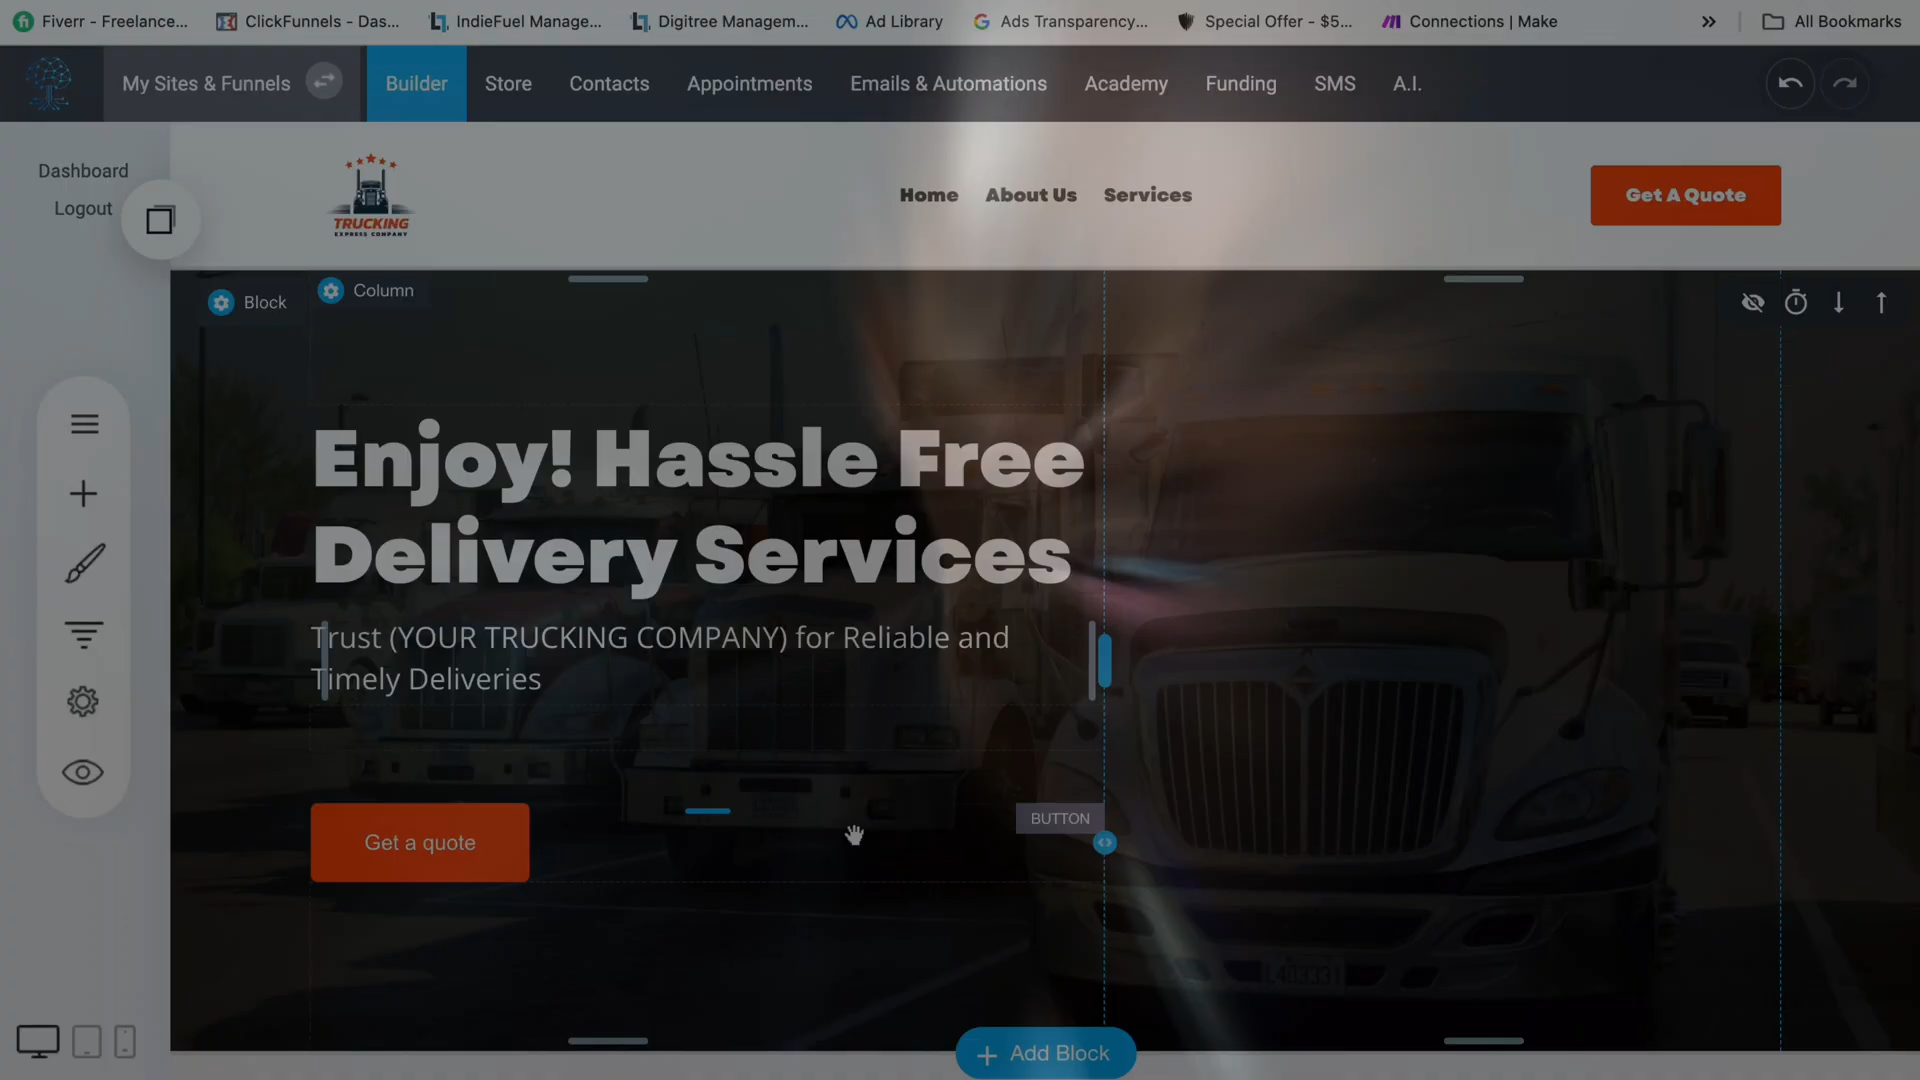 Fiverr - Freelance...
ClickFunnels - Das...
IndieFuel Manage...
Digitree Managem...
Ad Library
Ads Transparency...
Special Offer - $5...
Connections | Make
All Bookmarks
My Sites & Funnels
Builder
Store
Contacts
Appointments
Emails & Automations
Academy
Funding
SMS
A.I.
Dashboard
Logout
TRUCKING
EXPRESS COMPANY
Home
About Us
Services
Get A Quote
Block
Column
Enjoy! Hassle Free
Delivery Services
Trust (YOUR TRUCKING COMPANY) for Reliable and
Timely Deliveries
BUTTON
Get a quote
+ Add Block